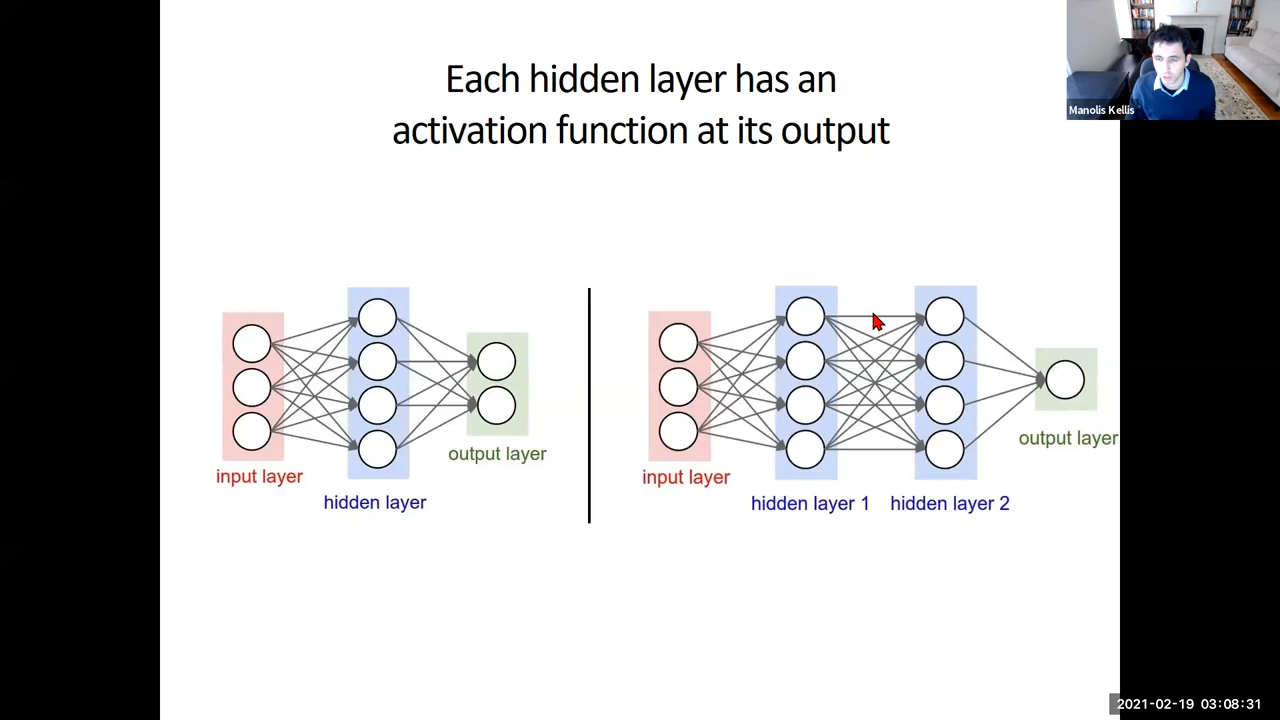 Each hidden layer has an
activation function at its output
Manolis Kellis
input layer
hidden layer
output layer
input layer
hidden layer 1
hidden layer 2
output layer
2021-02-19 03:08:31